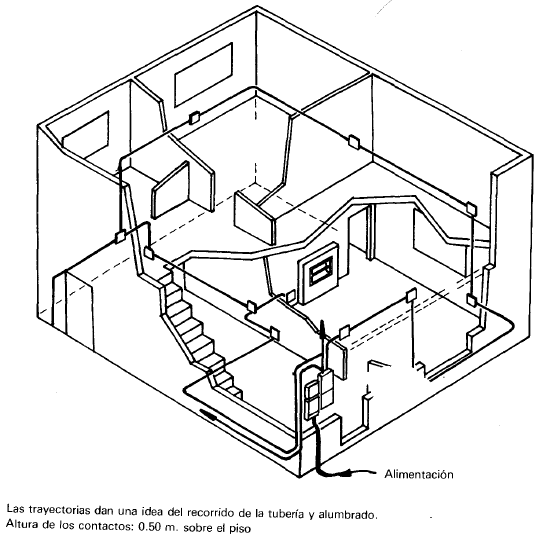 Alimentación
Las trayectorias dan una idea del recorrido de la tubería y alumbrado.
Altura de los contactos: 0.50 m. sobre el piso